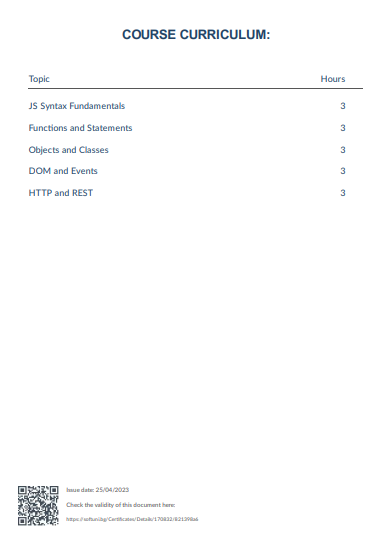 COURSE CURRICULUM:
Topic Hours
JS Syntax Fundamentals 3
Functions and Statements 3
Objects and Classes 3
DOM and Events 3
HTTP and REST 3
Issue date: 25/04/2023
Check the validity of this document here:
https://softuni.bg/Certificates/Details/170832/821398a6